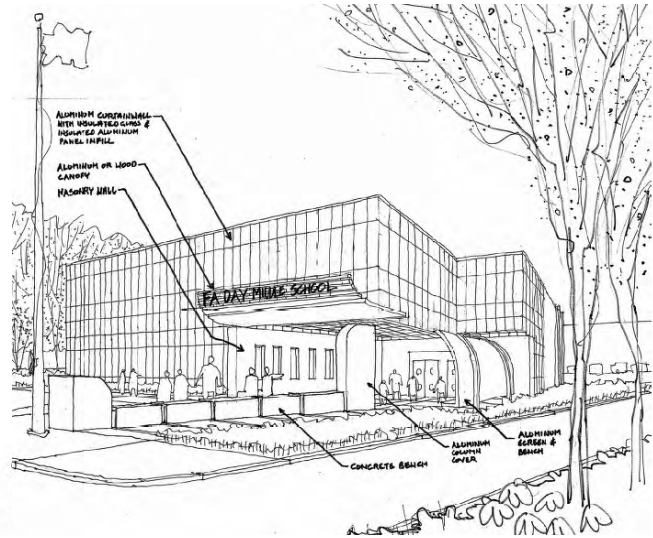 ALUMINUM CURTAINWALL
WITH INSULATED GLASS &
INSULATED ALUMINUM
PANEL INFILL
ALUMINUM OR WOOD
CANOPY
MASONRY WALL
FA DAY MIDDLE SCHOOL
CONCRETE BENCH
ALUMINUM
COLUMN
COVER
ALUMINUM
SCREEN &
BENCH